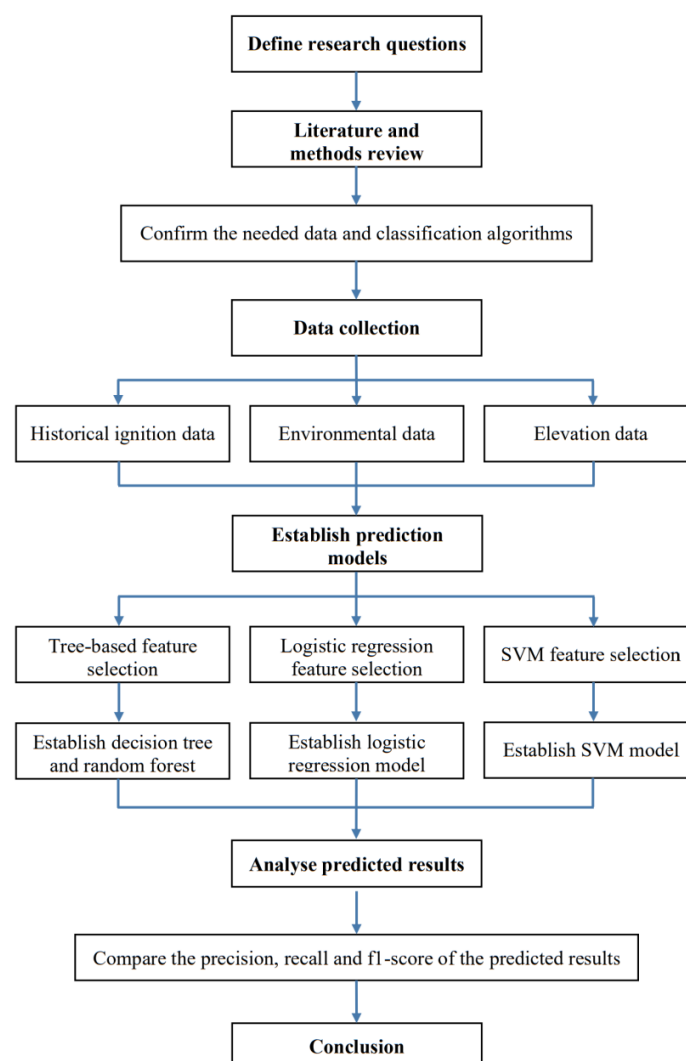 Define research questions
Literature and
methods review
Confirm the needed data and classification algorithms
Data collection
Historical ignition data
Environmental data
Elevation data
Establish prediction
models
Tree-based feature
selection
Logistic regression
feature selection
SVM feature selection
Establish decision tree
and random forest
Establish logistic
regression model
Establish SVM model
Analyse predicted results
Compare the precision, recall and f1-score of the predicted results
Conclusion